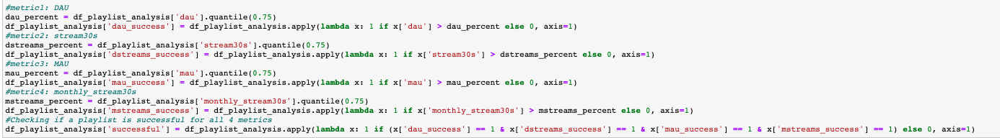 #metric1: DAU
dau_percent = df_playlist_analysis['dau'].quantile(0.75)
df_playlist_analysis['dau_success'] = df_playlist_analysis.apply(lambda x: 1 if x['dau'] > dau_percent else 0, axis=1)
#metric2: stream30s
dstreams_percent = df_playlist_analysis['stream30s'].quantile(0.75)
df_playlist_analysis['dstreams_success'] = df_playlist_analysis.apply(lambda x: 1 if x['stream30s'] > dstreams_percent else 0, axis=1)
#metric3: MAU
mau_percent = df_playlist_analysis['mau'].quantile(0.75)
df_playlist_analysis['mau_success'] = df_playlist_analysis.apply(lambda x: 1 if x['mau'] > mau_percent else 0, axis=1)
#metric4: monthly_stream30s
mstreams_percent = df_playlist_analysis['monthly_stream30s'].quantile(0.75)
df_playlist_analysis['mstreams_success'] = df_playlist_analysis.apply(lambda x: 1 if x['monthly_stream30s'] > mstreams_percent else 0, axis=1)
#Checking if a playlist is successful for all 4 metrics
df_playlist_analysis['successful'] = df_playlist_analysis.apply(lambda x: 1 if (x['dau_success'] == 1 & x['dstreams_success'] == 1 & x['mau_success'] == 1 & x['mstreams_success'] == 1) else 0, axis=1)